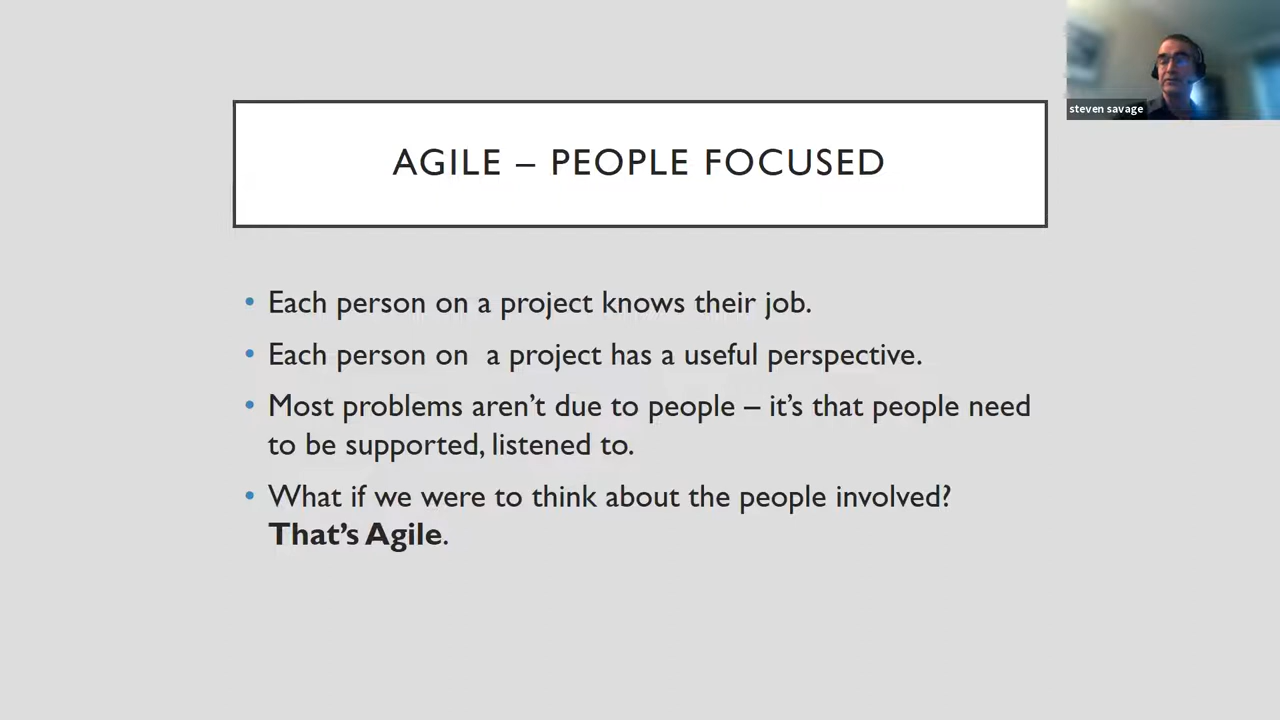 steven savage
AGILE – PEOPLE FOCUSED
• Each person on a project knows their job.
• Each person on  a project has a useful perspective.
• Most problems aren’t due to people – it’s that people need
to be supported, listened to.
• What if we were to think about the people involved?
That’s Agile.